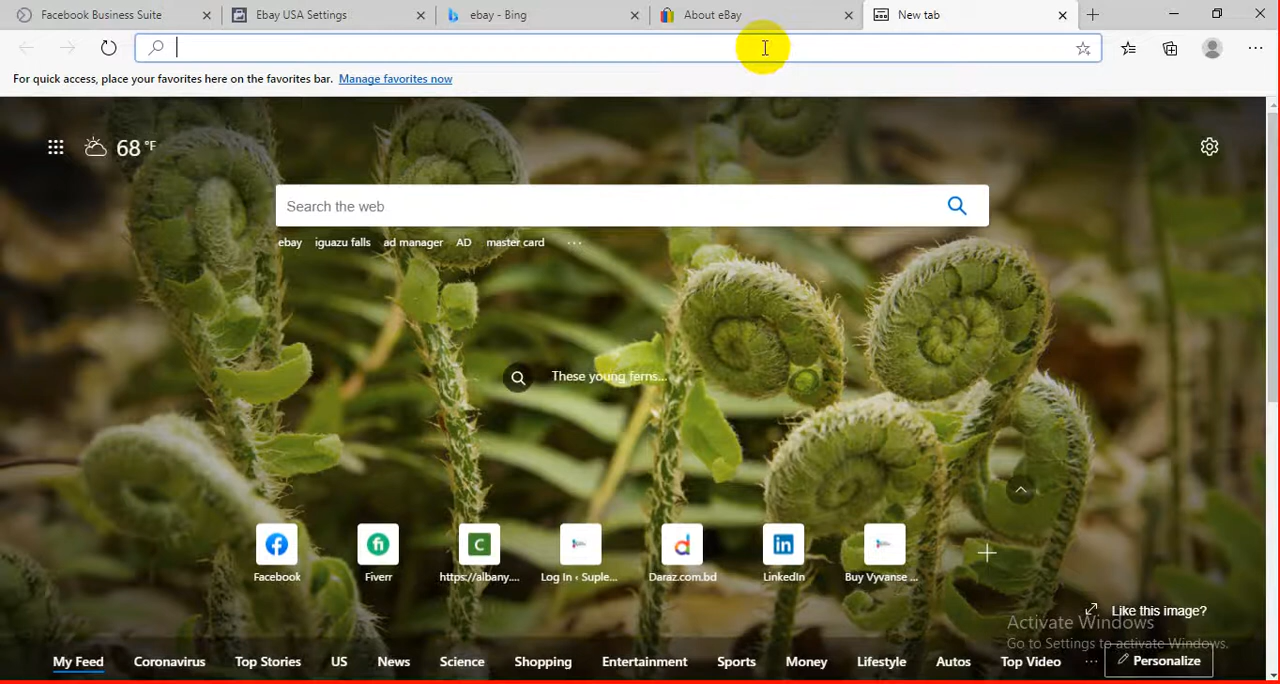 Facebook Business Suite
Ebay USA Settings
ebay - Bing
About eBay
New tab
For quick access, place your favorites here on the favorites bar. Manage favorites now
68 °F
Search the web
ebay iguazu falls ad manager AD master card ...
These young ferns...
Facebook Fiverr https://albany.... Log In ‹ Suple... Daraz.com.bd LinkedIn Buy Vyvanse ...
Like this image?
Activate Windows
Go to Settings to activate Windows.
My Feed Coronavirus Top Stories US News Science Shopping Entertainment Sports Money Lifestyle Autos Top Video ... Personalize